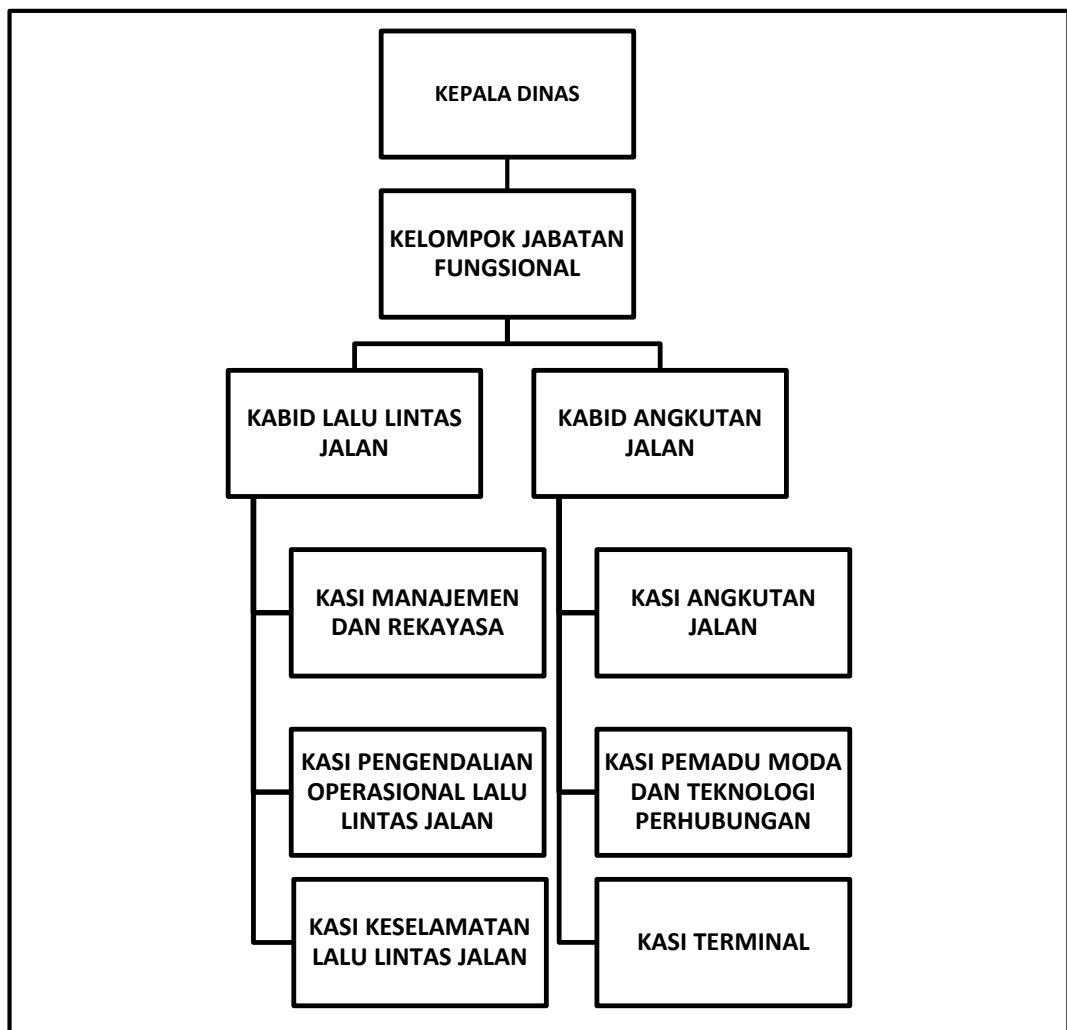 KEPALA DINAS
KELOMPOK JABATAN
FUNGSIONAL
KABID LALU LINTAS
JALAN
KABID ANGKUTAN
JALAN
KASI MANAJEMEN
DAN REKAYASA
KASI ANGKUTAN
JALAN
KASI PENGENDALIAN
OPERASIONAL LALU
LINTAS JALAN
KASI PEMADU MODA
DAN TEKNOLOGI
PERHUBUNGAN
KASI KESELAMATAN
LALU LINTAS JALAN
KASI TERMINAL